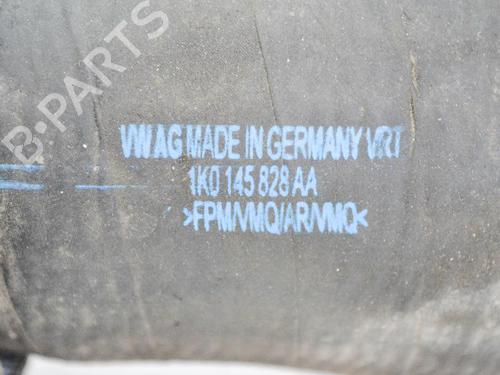 B-PARTS
VW AG MADE IN GERMANY VRT
1K0 145 828 AA
>FPM/VMQ/AR/VMQ<